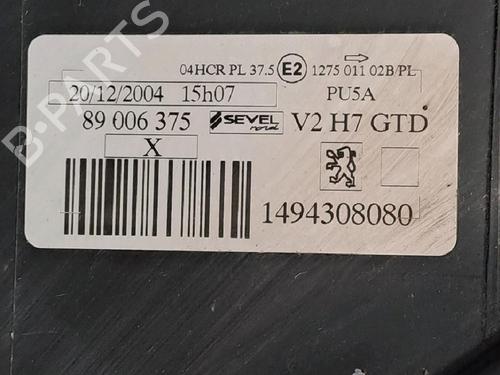 B-PARTS
04HCR PL 37.5 E2 1275 011 02B/PL
20/12/2004 15h07 PU5A
89 006 375 SEVEL nord V2 H7 GTD
X
1494308080